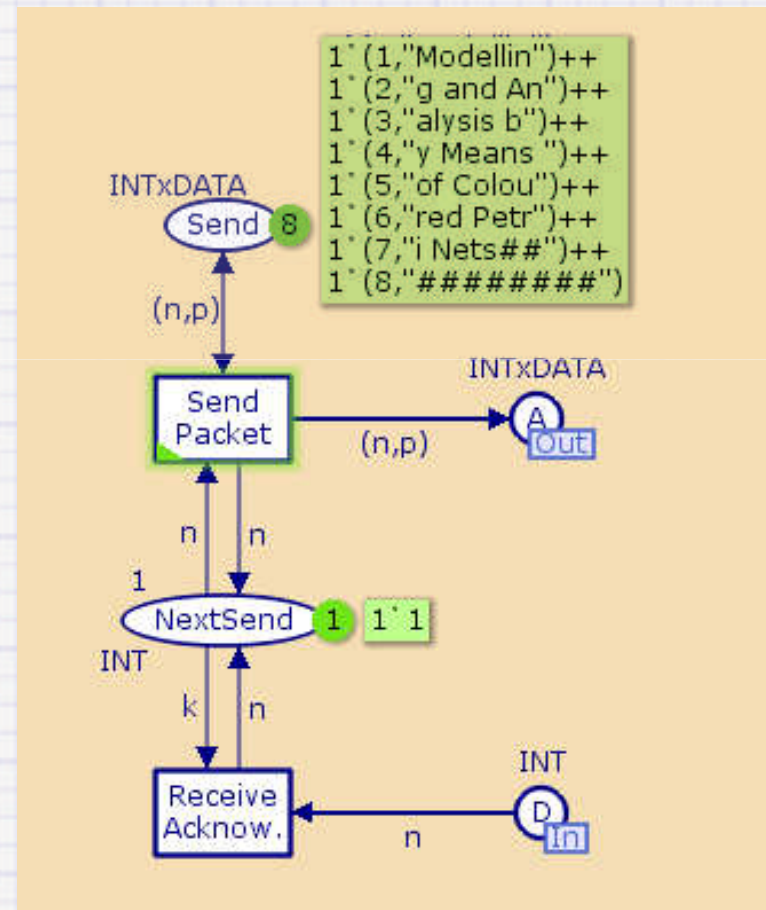 1`(1,"Modellin")++
1`(2,"g and An")++
1`(3,"alysis b")++
1`(4,"y Means ")++
1`(5,"of Colou")++
1`(6,"red Petr")++
1`(7,"i Nets##")++
1`(8,"########")
INTxDATA
Send 8
(n,p)
INTxDATA
Send
Packet
A
(n,p)
Out
n n
1
NextSend 1 1`1
INT
k n
INT
Receive
Acknow.
D
n
In